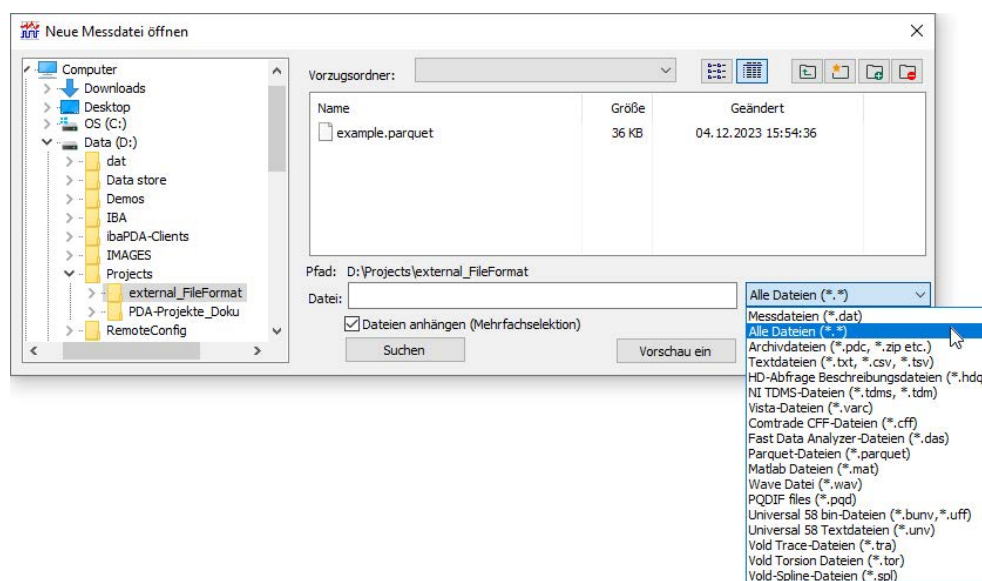 Neue Messdatei öffnen
Computer
Downloads
Desktop
OS (C:)
Data (D:)
dat
Data store
Demos
IBA
ibaPDA-Clients
IMAGES
Projects
external_FileFormat
PDA-Projekte_Doku
RemoteConfig
Vorzugsordner:
Name Größe Geändert
example.parquet 36 KB 04.12.2023 15:54:36
Pfad: D:\Projects\external_FileFormat
Datei: Alle Dateien (*.*)
Dateien anhängen (Mehrfachselektion)
Suchen Vorschau ein
Messdateien (*.dat)
Alle Dateien (*.*)
Archivdateien (*.pdc, *.zip etc.)
Textdateien (*.txt, *.csv, *.tsv)
HD-Abfrage Beschreibungsdateien (*.hdq
NI TDMS-Dateien (*.tdms, *.tdm)
Vista-Dateien (*.varc)
Comtrade CFF-Dateien (*.cff)
Fast Data Analyzer-Dateien (*.das)
Parquet-Dateien (*.parquet)
Matlab Dateien (*.mat)
Wave Datei (*.wav)
PQDIF files (*.pqd)
Universal 58 bin-Dateien (*.bunv,*.uff)
Universal 58 Textdateien (*.unv)
Vold Trace-Dateien (*.tra)
Vold Torsion Dateien (*.tor)
Vold-Spline-Dateien (*.spl)